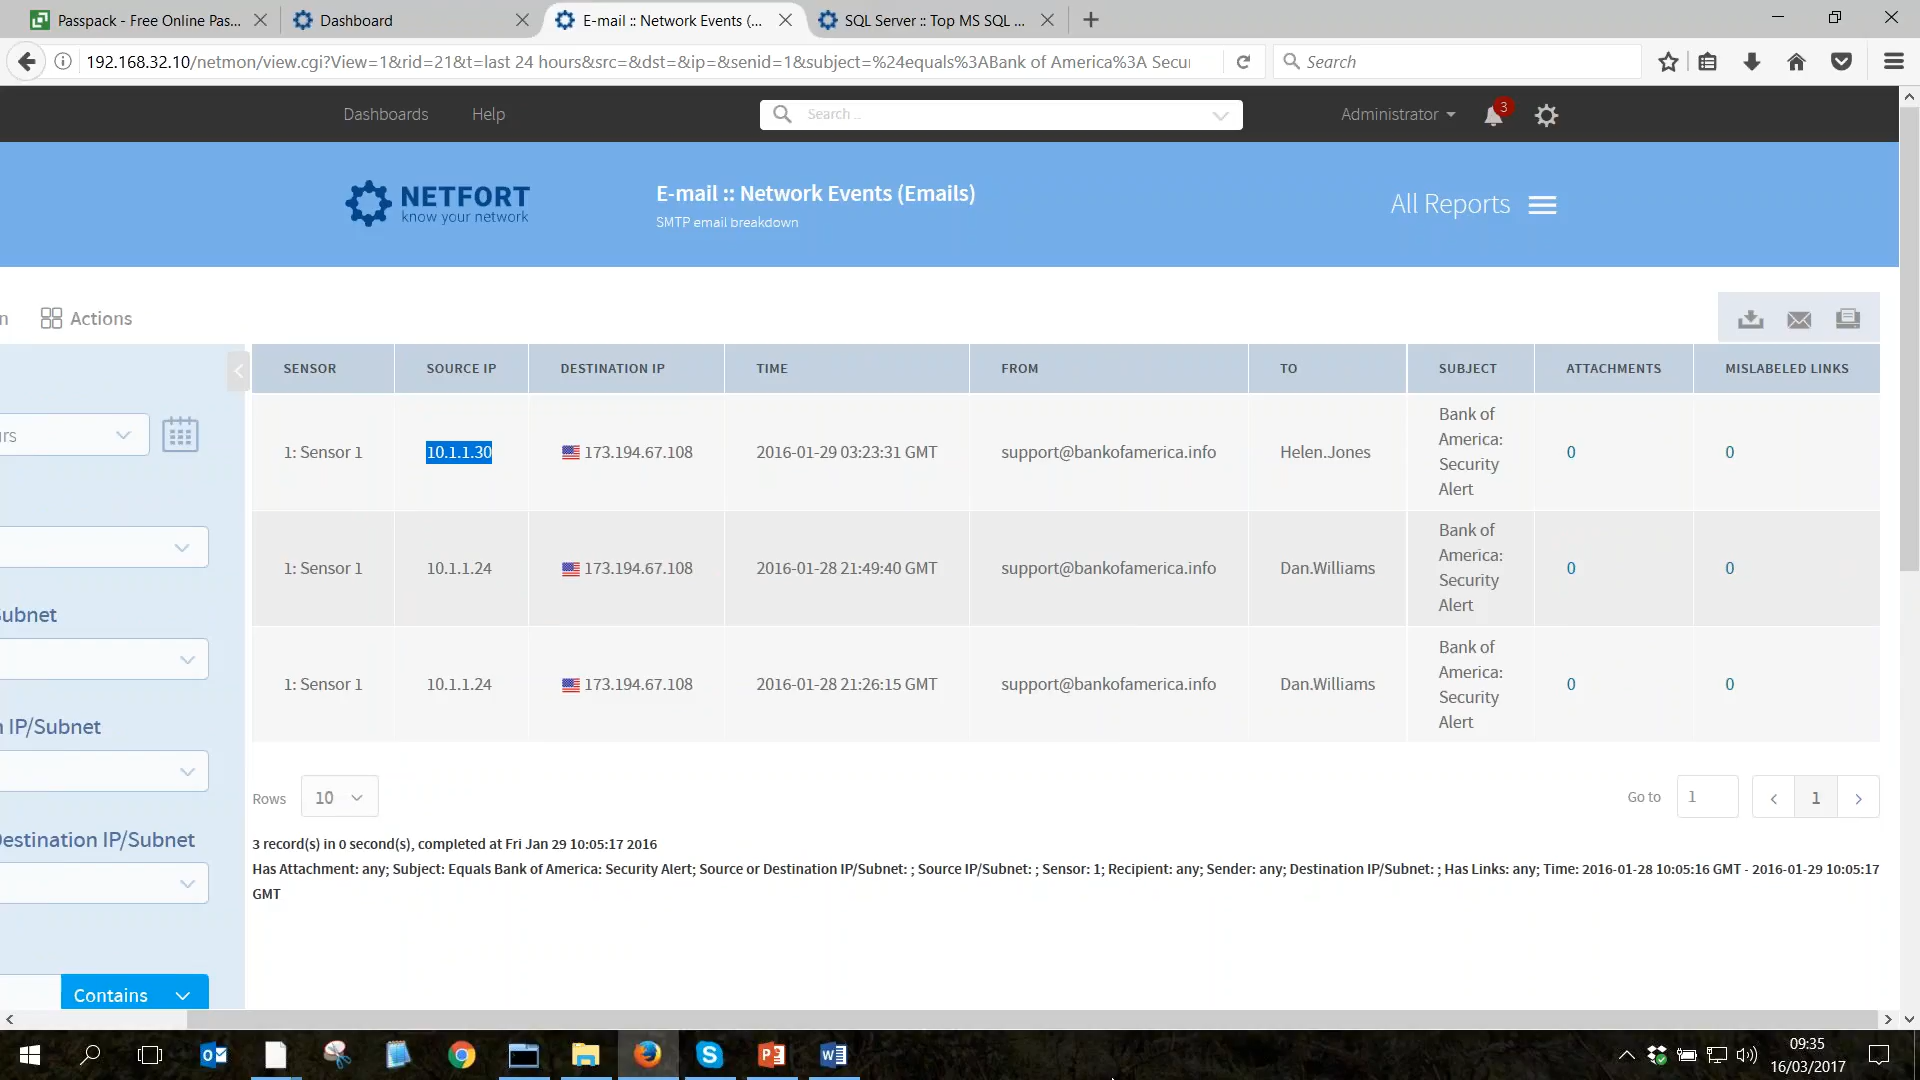 Passpack - Free Online Pas...
Dashboard
E-mail :: Network Events (...
SQL Server :: Top MS SQL ...
192.168.32.10/netmon/view.cgi?View=1&rid=21&t=last 24 hours&src=&dst=&ip=&senid=1&subject=%24equals%3ABank of America%3A Secu
Search
Dashboards
Help
Search ..
Administrator
3
NETFORT
know your network
E-mail :: Network Events (Emails)
SMTP email breakdown
All Reports
n
Actions
SENSOR SOURCE IP DESTINATION IP TIME FROM TO SUBJECT ATTACHMENTS MISLABELED LINKS
1: Sensor 1 10.1.1.30 173.194.67.108 2016-01-29 03:23:31 GMT support@bankofamerica.info Helen.Jones
Bank of
America:
Security
Alert
0 0
1: Sensor 1 10.1.1.24 173.194.67.108 2016-01-28 21:49:40 GMT support@bankofamerica.info Dan.Williams
Bank of
America:
Security
Alert
0 0
1: Sensor 1 10.1.1.24 173.194.67.108 2016-01-28 21:26:15 GMT support@bankofamerica.info Dan.Williams
Bank of
America:
Security
Alert
0 0
rs
Subnet
n IP/Subnet
Destination IP/Subnet
Contains
Rows 10
Go to 1
1
3 record(s) in 0 second(s), completed at Fri Jan 29 10:05:17 2016
Has Attachment: any; Subject: Equals Bank of America: Security Alert; Source or Destination IP/Subnet: ; Source IP/Subnet: ; Sensor: 1; Recipient: any; Sender: any; Destination IP/Subnet: ; Has Links: any; Time: 2016-01-28 10:05:16 GMT - 2016-01-29 10:05:17
GMT
09:35
16/03/2017